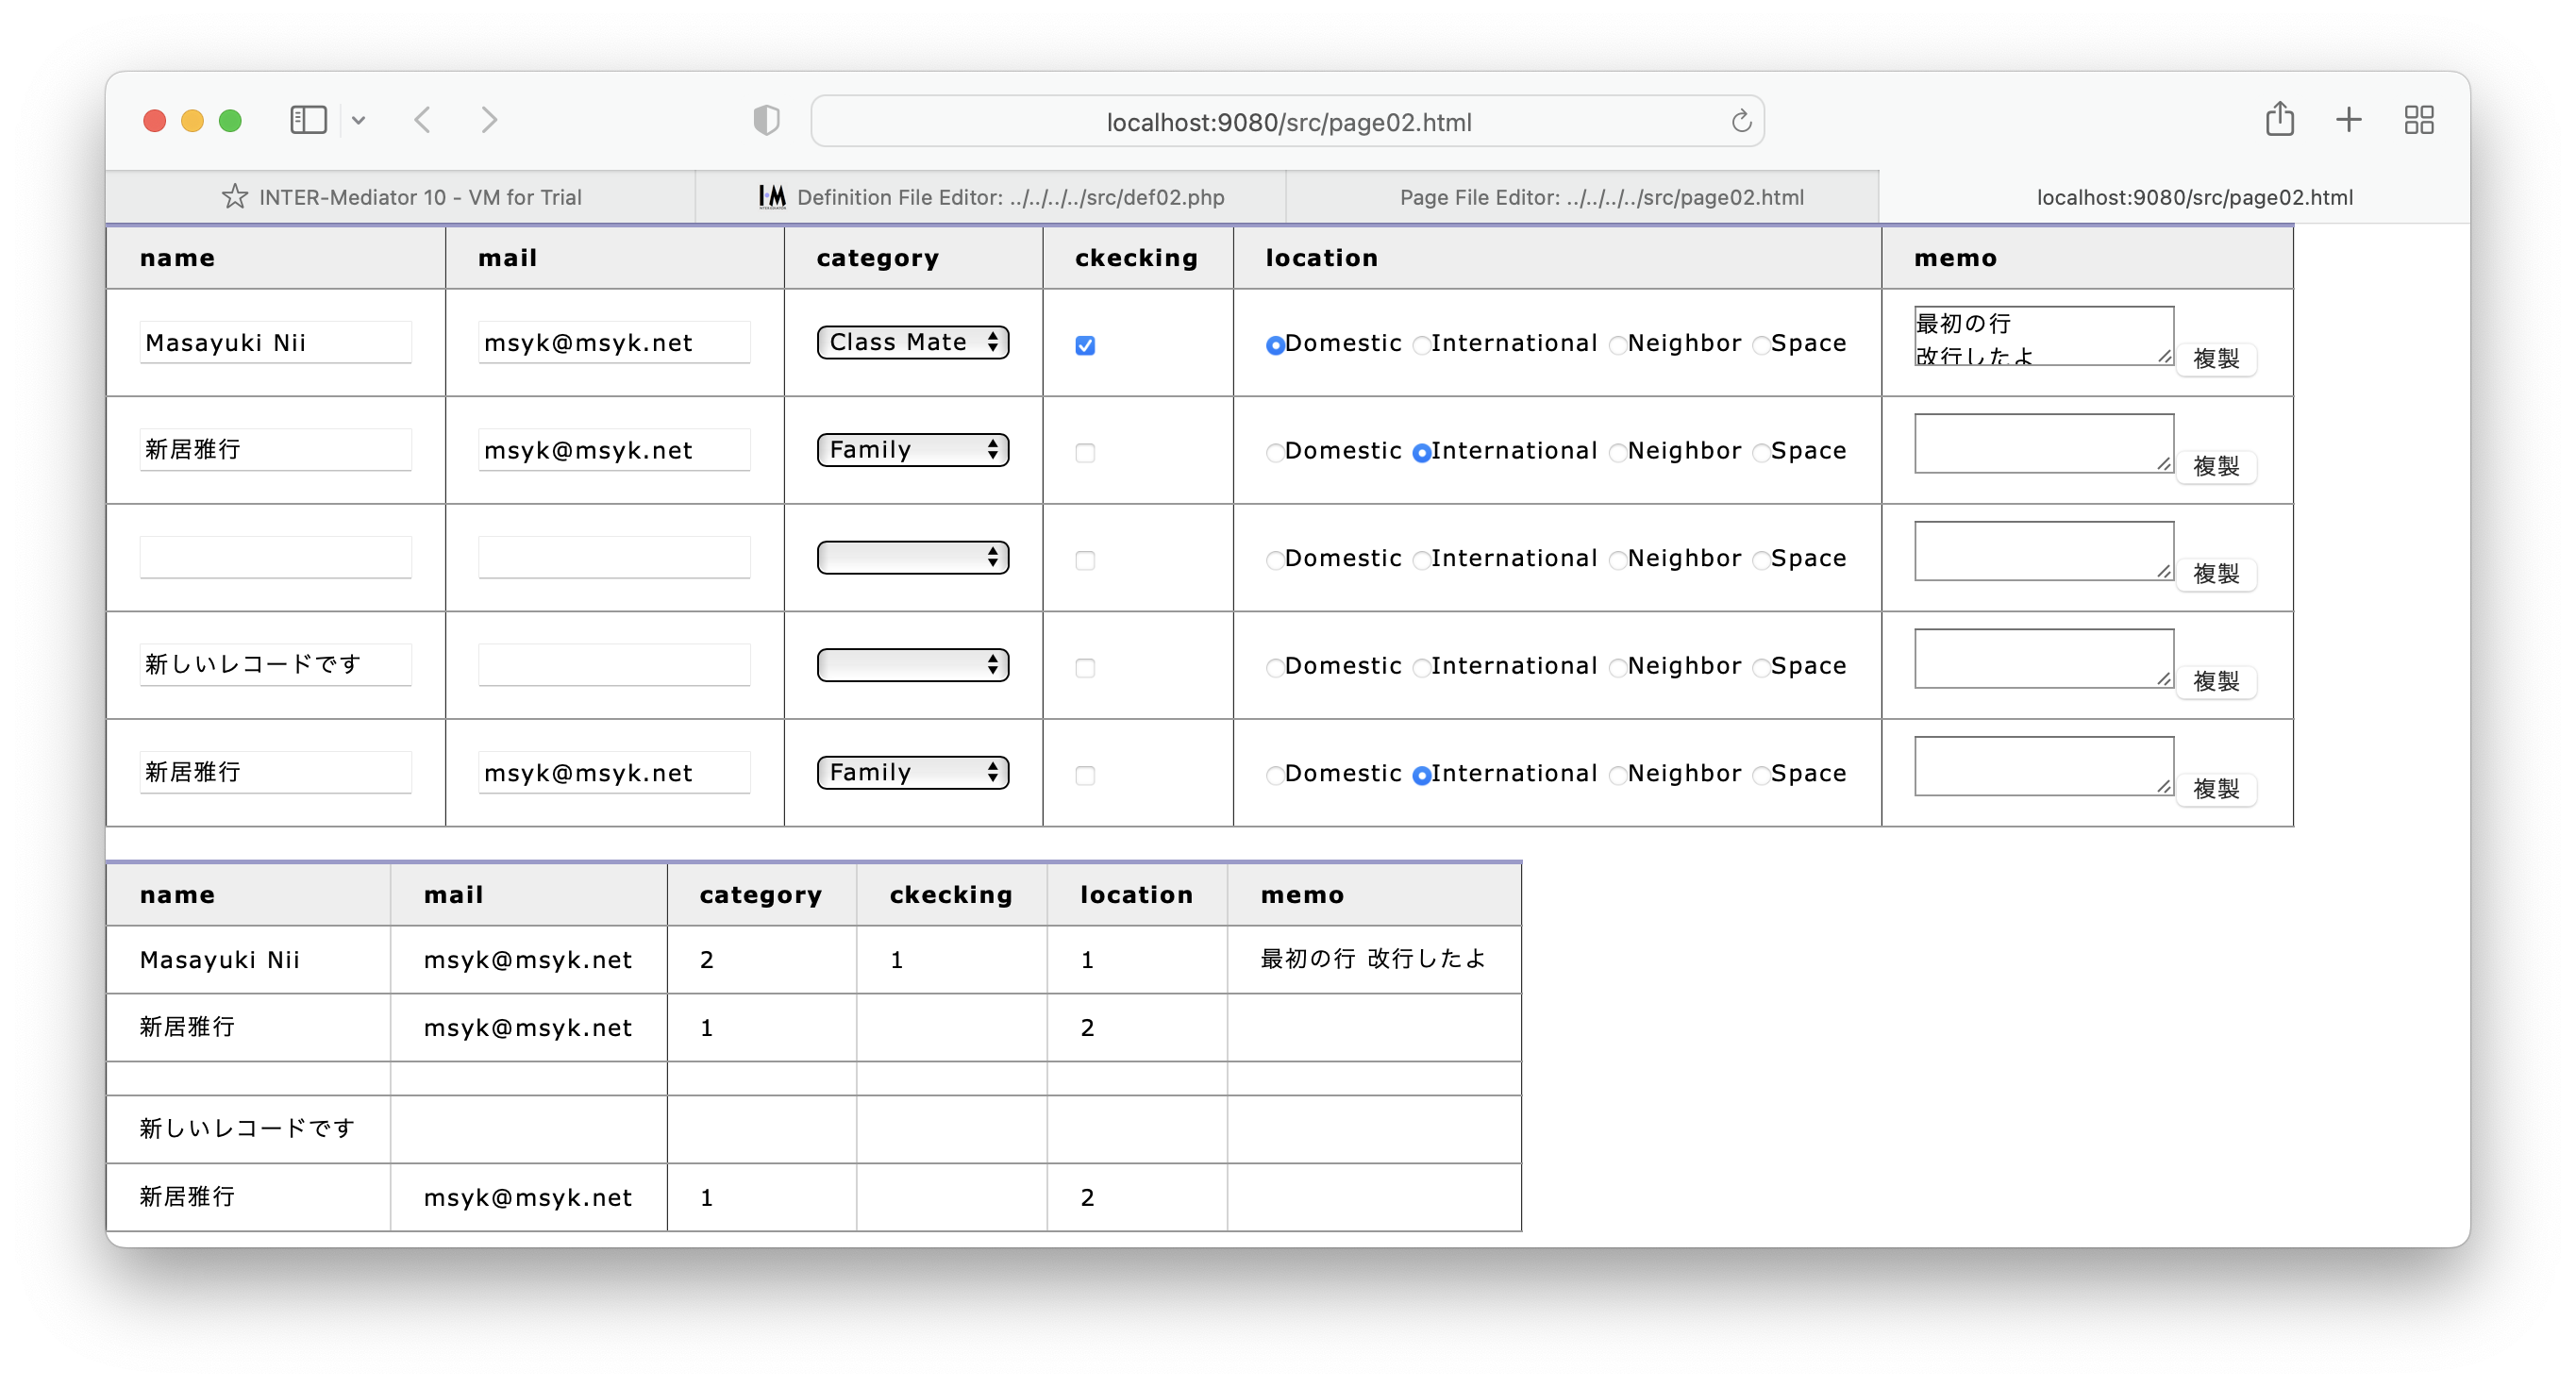 localhost:9080/src/page02.html
INTER-Mediator 10 - VM for Trial
Definition File Editor: ../../../../src/def02.php
Page File Editor: ../../../../src/page02.html
localhost:9080/src/page02.html
name mail category ckecking location memo
Masayuki Nii msyk@msyk.net Class Mate Domestic International Neighbor Space 最初の行
改行したよ 複製
新居雅行 msyk@msyk.net Family Domestic International Neighbor Space 複製
Domestic International Neighbor Space 複製
新しいレコードです Domestic International Neighbor Space 複製
新居雅行 msyk@msyk.net Family Domestic International Neighbor Space 複製
name mail category ckecking location memo
Masayuki Nii msyk@msyk.net 2 1 1 最初の行 改行したよ
新居雅行 msyk@msyk.net 1 2
新しいレコードです
新居雅行 msyk@msyk.net 1 2